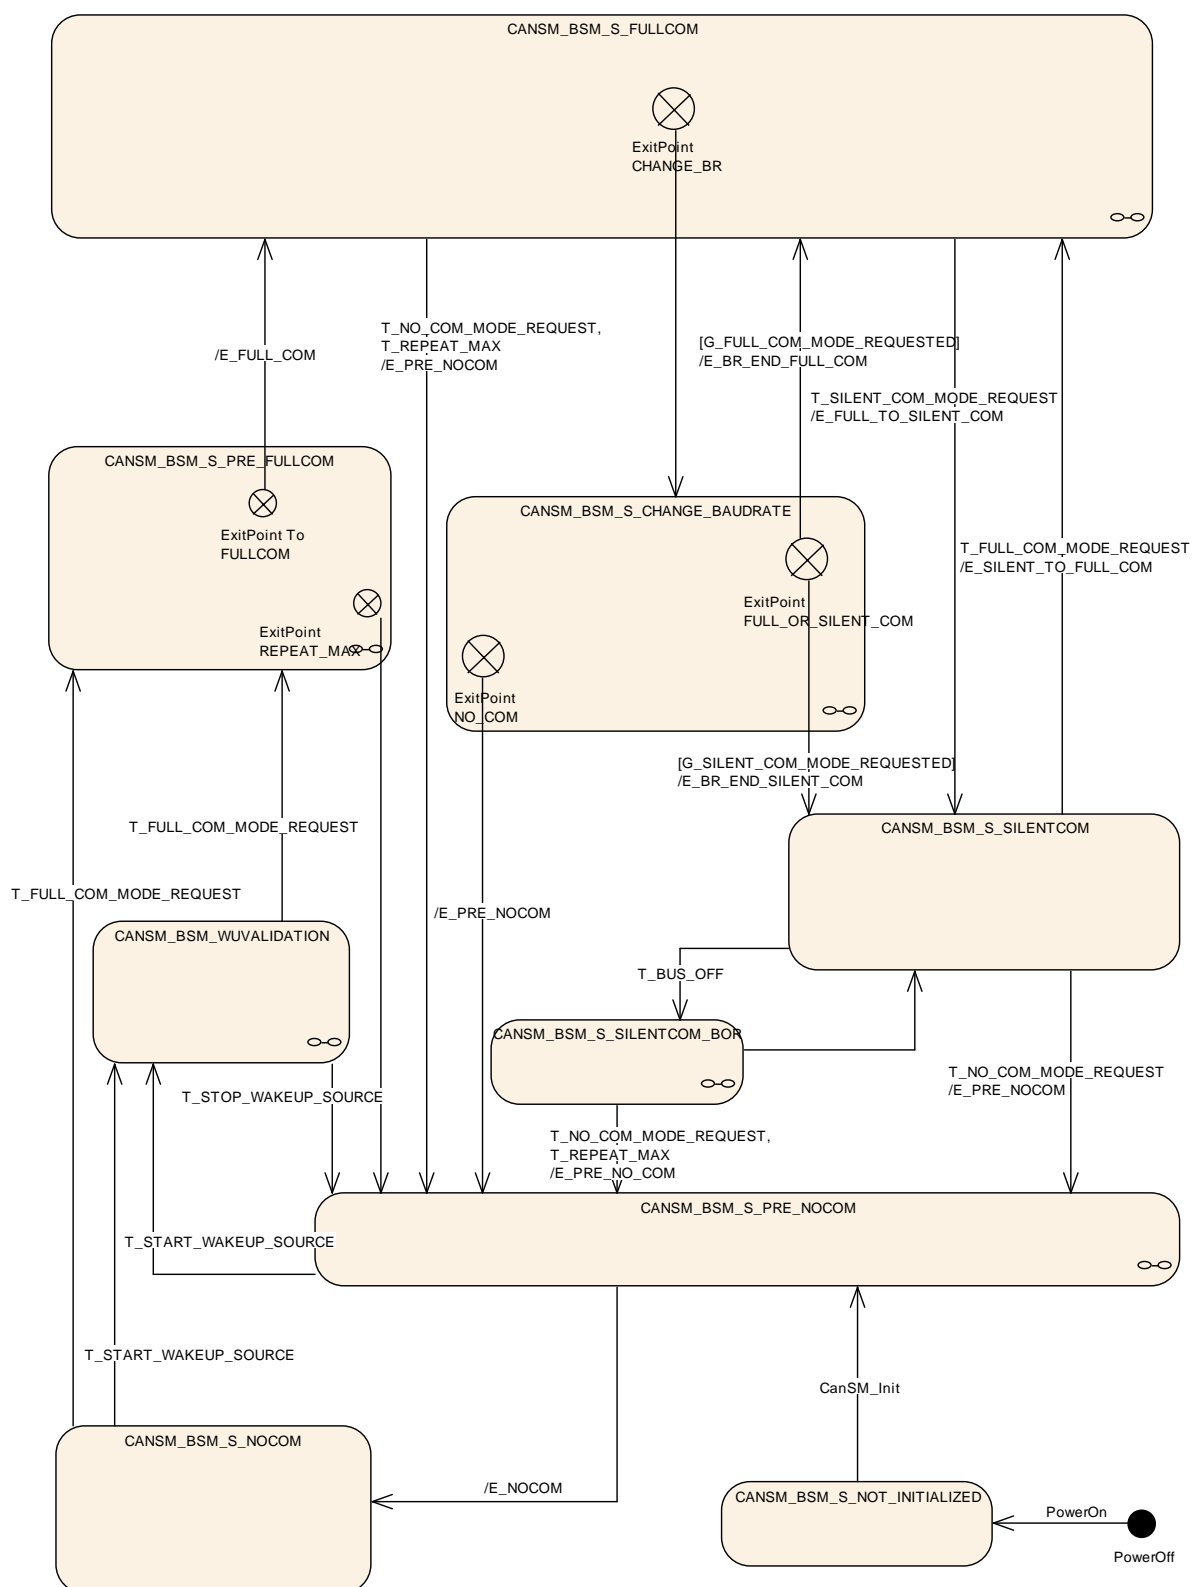 CANSM_BSM_S_FULLCOM
ExitPoint
CHANGE_BR
/E_FULL_COM
T_NO_COM_MODE_REQUEST,
T_REPEAT_MAX
/E_PRE_NOCOM
[G_FULL_COM_MODE_REQUESTED]
/E_BR_END_FULL_COM
T_SILENT_COM_MODE_REQUEST
/E_FULL_TO_SILENT_COM
CANSM_BSM_S_PRE_FULLCOM
ExitPoint To
FULLCOM
ExitPoint
REPEAT_MAX
CANSM_BSM_S_CHANGE_BAUDRATE
ExitPoint
FULL_OR_SILENT_COM
ExitPoint
NO_COM
T_FULL_COM_MODE_REQUEST
/E_SILENT_TO_FULL_COM
[G_SILENT_COM_MODE_REQUESTED]
/E_BR_END_SILENT_COM
T_FULL_COM_MODE_REQUEST
CANSM_BSM_S_SILENTCOM
T_FULL_COM_MODE_REQUEST
/E_PRE_NOCOM
CANSM_BSM_WUVALIDATION
T_BUS_OFF
CANSM_BSM_S_SILENTCOM_BOR
T_NO_COM_MODE_REQUEST
/E_PRE_NOCOM
T_STOP_WAKEUP_SOURCE
T_NO_COM_MODE_REQUEST,
T_REPEAT_MAX
/E_PRE_NO_COM
CANSM_BSM_S_PRE_NOCOM
T_START_WAKEUP_SOURCE
T_START_WAKEUP_SOURCE
CanSM_Init
CANSM_BSM_S_NOCOM
/E_NOCOM
CANSM_BSM_S_NOT_INITIALIZED
PowerOn
PowerOff